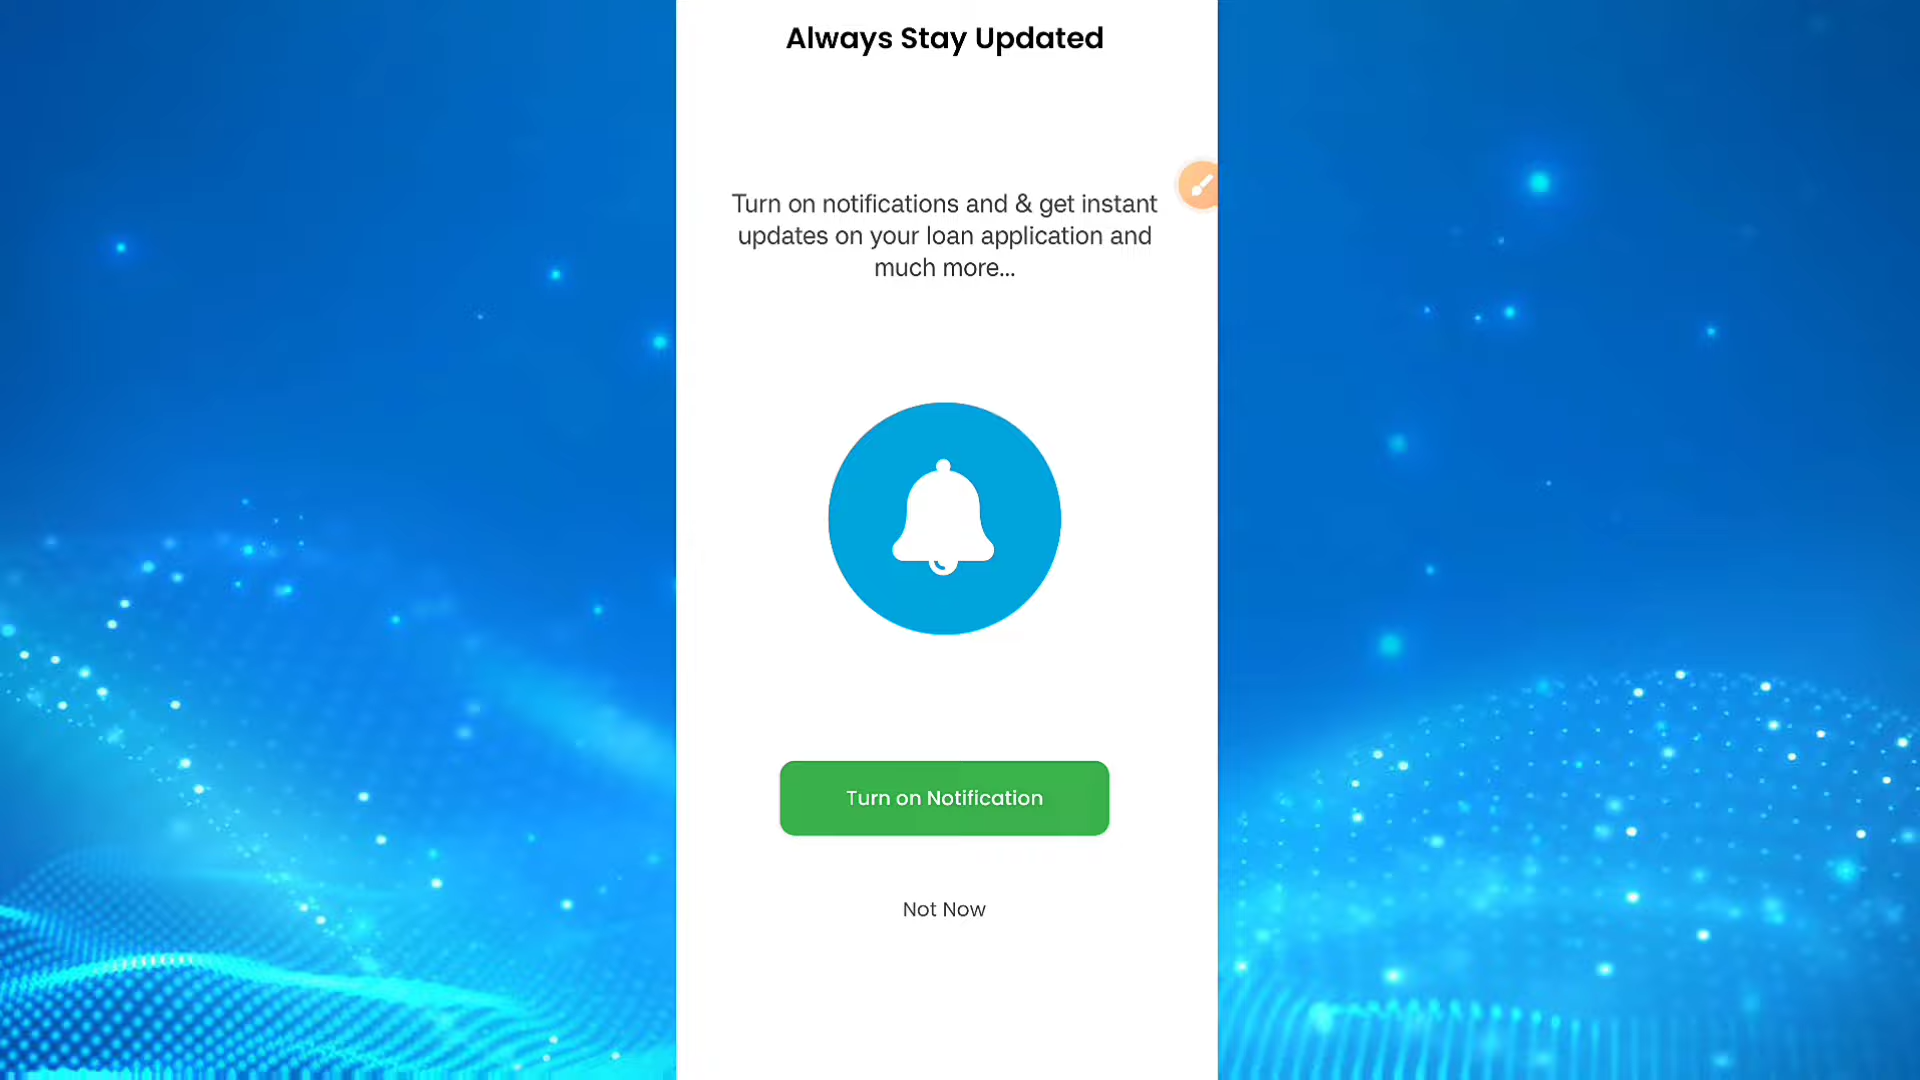 Always Stay Updated
Turn on notifications and & get instant
updates on your loan application and
much more...
Turn on Notification
Not Now